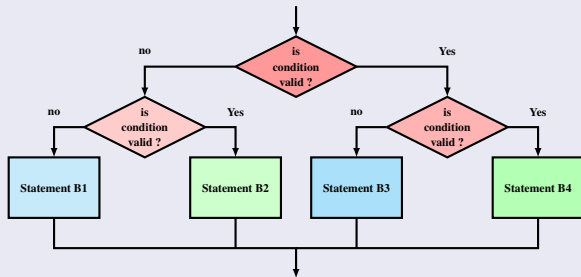 no
is
condition
valid ?
Yes
no
is
condition
valid ?
Yes
no
is
condition
valid ?
Yes
Statement B1
Statement B2
Statement B3
Statement B4